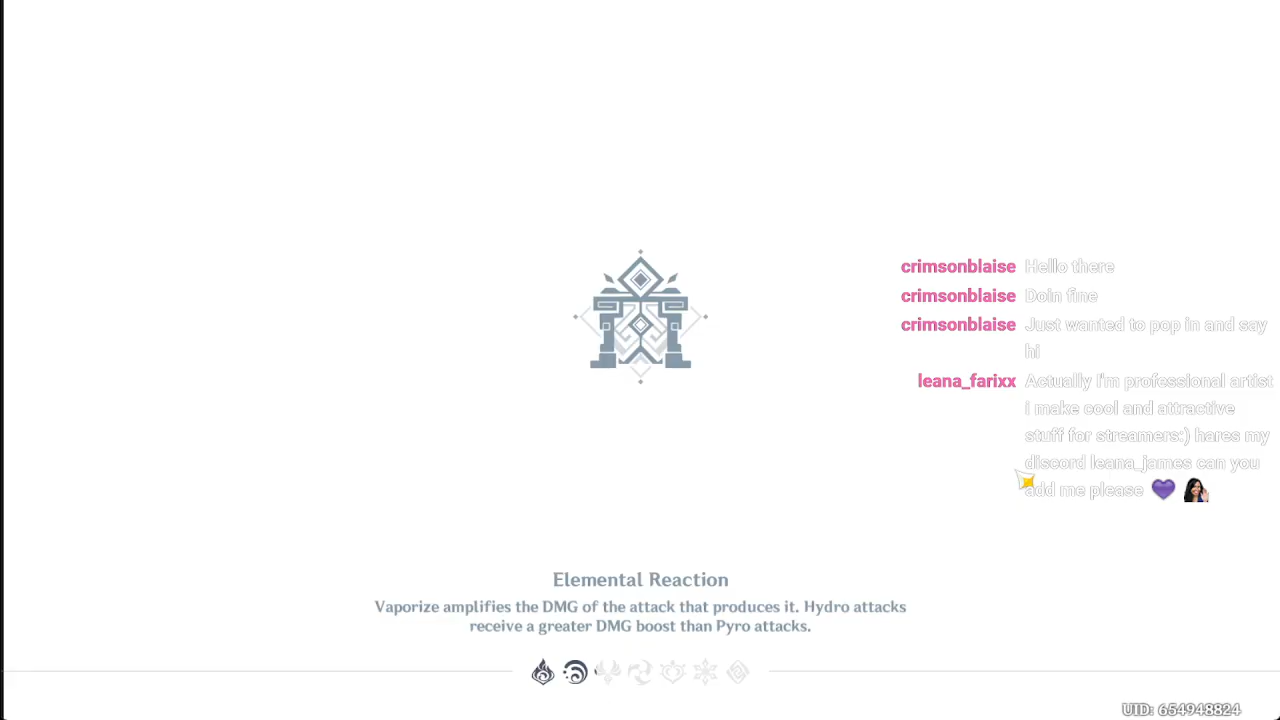 crimsonblaise Hello there
crimsonblaise Doin fine
crimsonblaise Just wanted to pop in and say
hi
leana_farixx Actually I'm professional artist
i make cool and attractive
stuff for streamers:) hares my
discord leana_james can you
add me please
Elemental Reaction
Vaporize amplifies the DMG of the attack that produces it. Hydro attacks
receive a greater DMG boost than Pyro attacks.
UID: 654948824